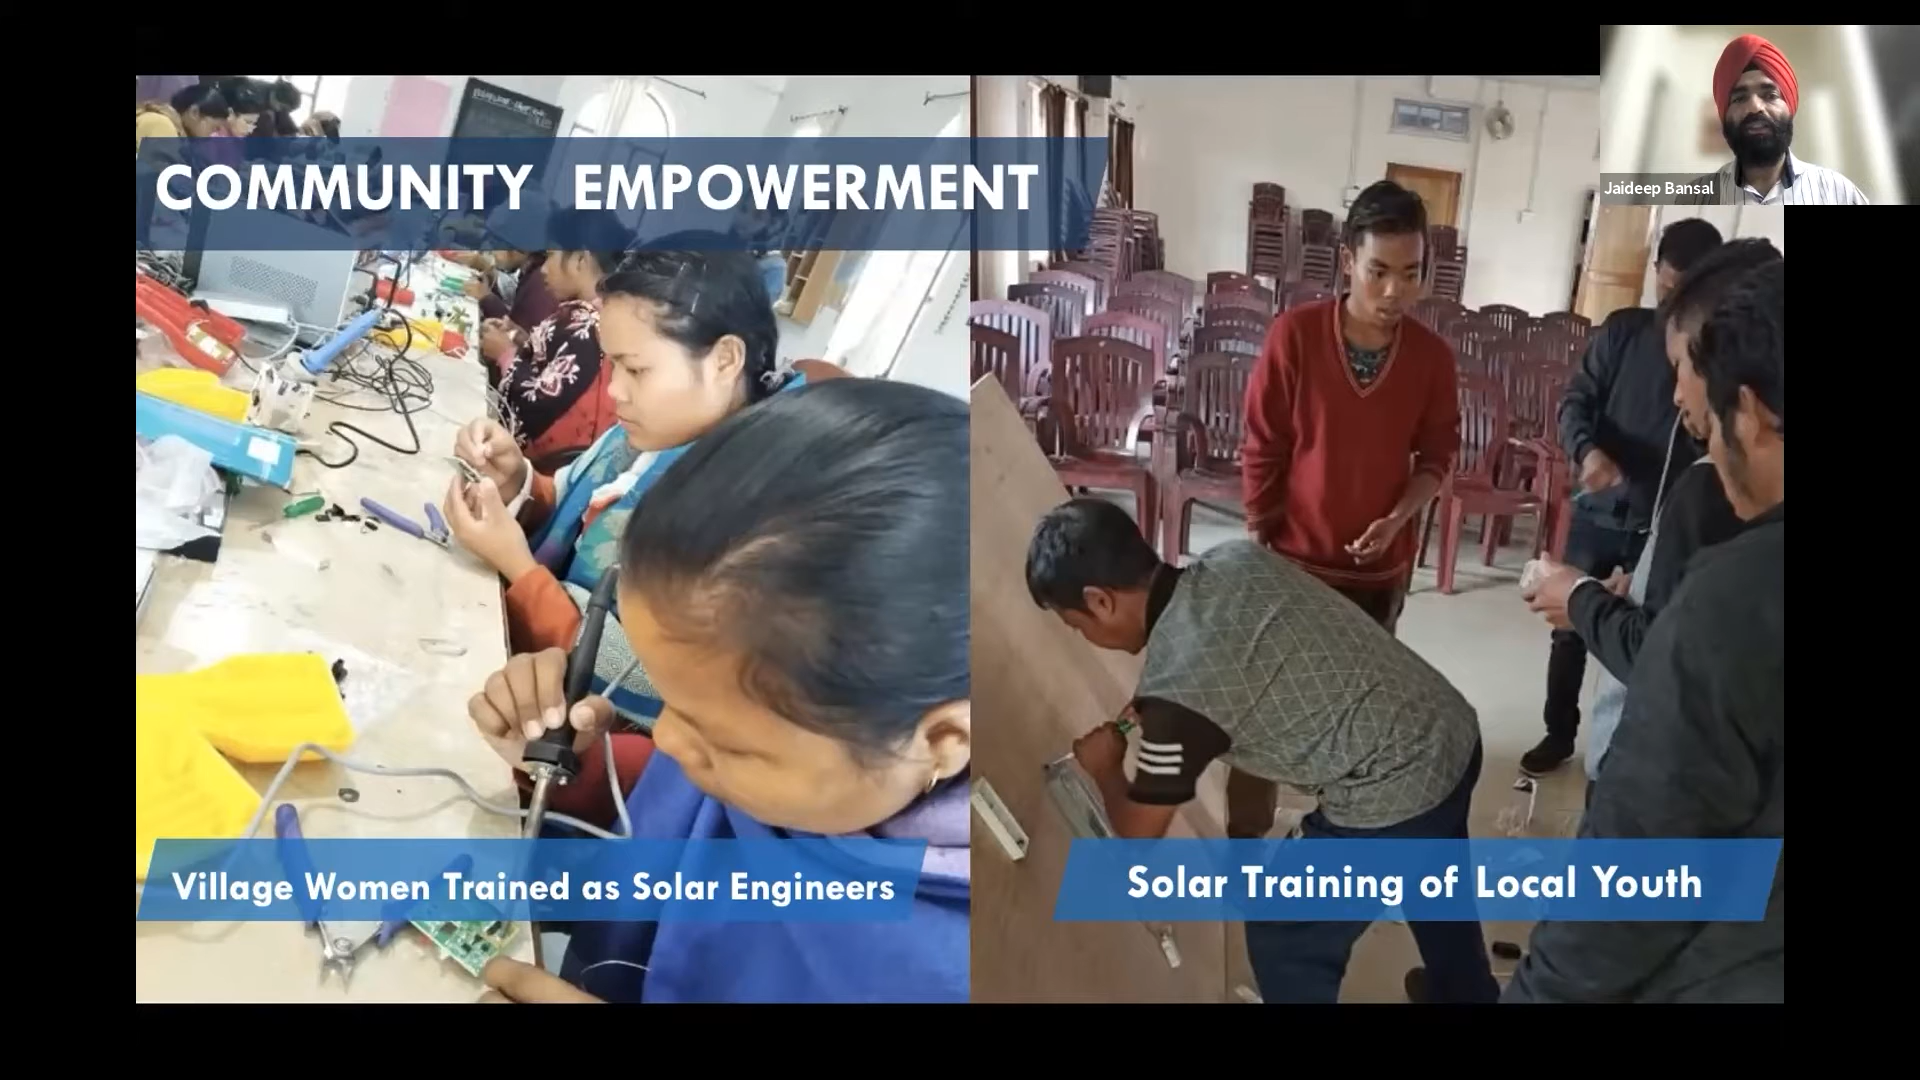 COMMUNITY EMPOWERMENT
Jaideep Bansal
Village Women Trained as Solar Engineers
Solar Training of Local Youth